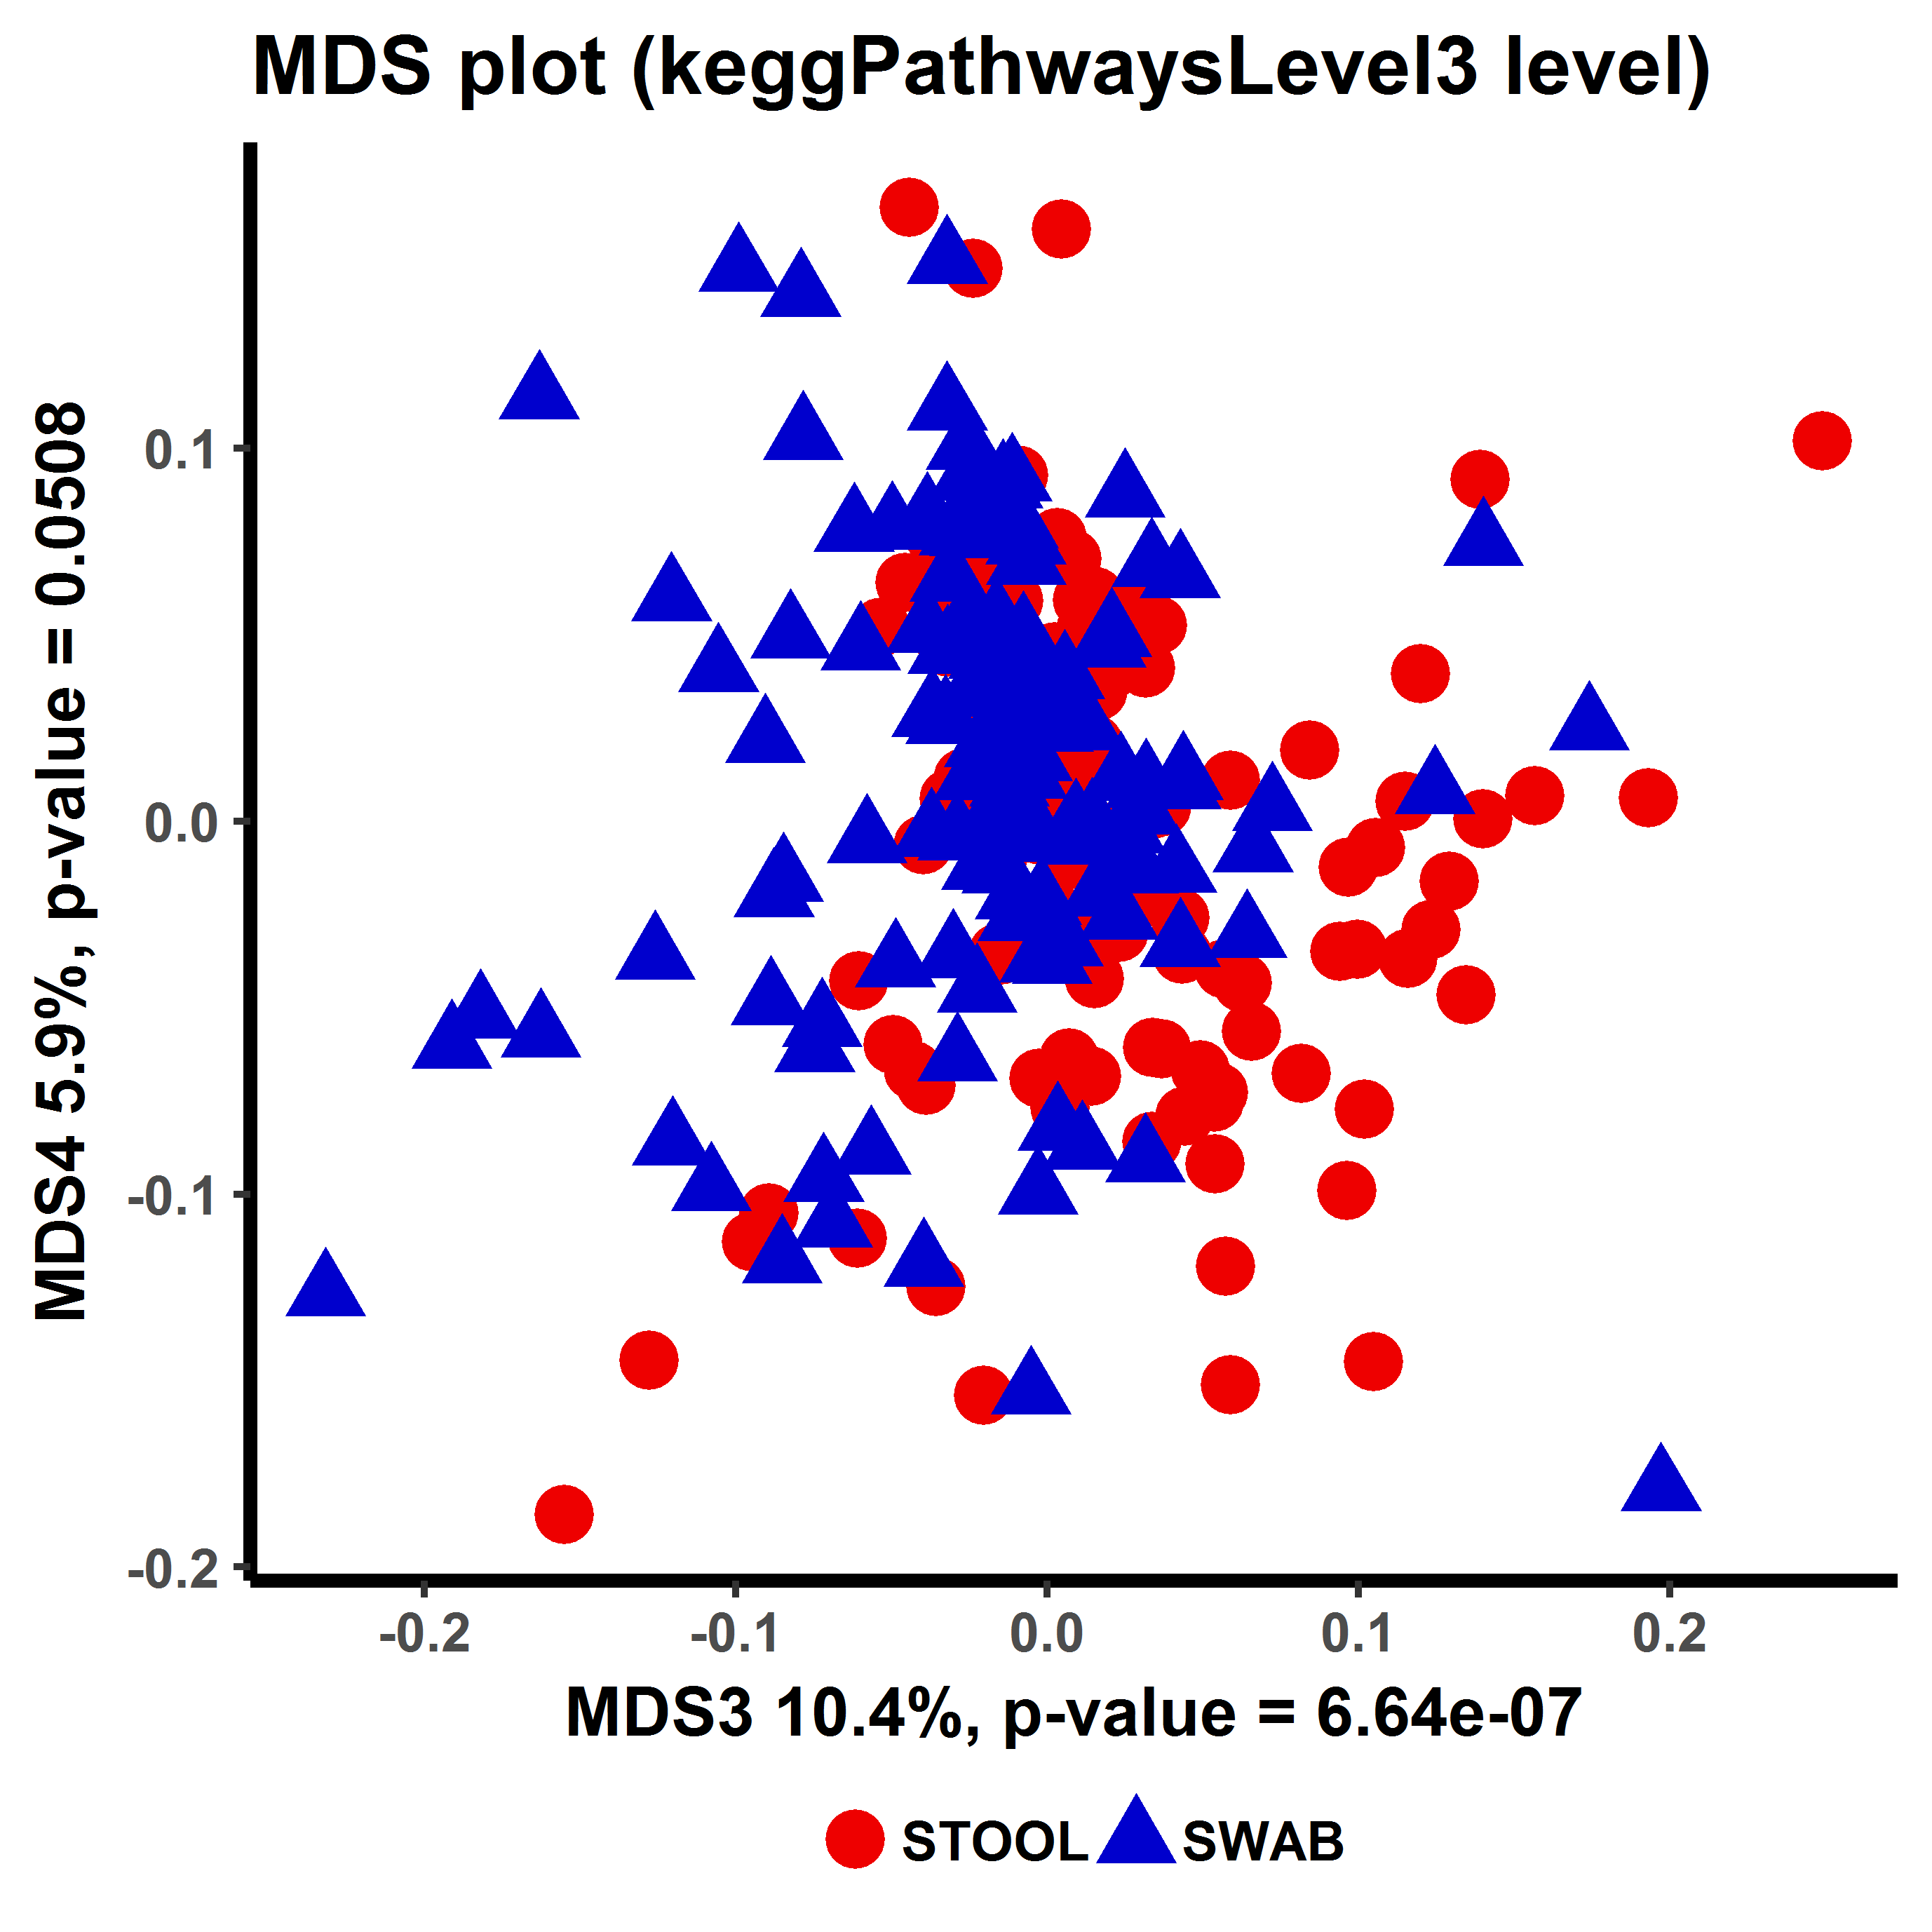 MDS plot (keggPathwaysLevel3 level)
MDS4 5.9%, p-value = 0.0508
0.1
0.0
-0.1
-0.2
-0.2 -0.1 0.0 0.1 0.2
MDS3 10.4%, p-value = 6.64e-07
STOOL SWAB